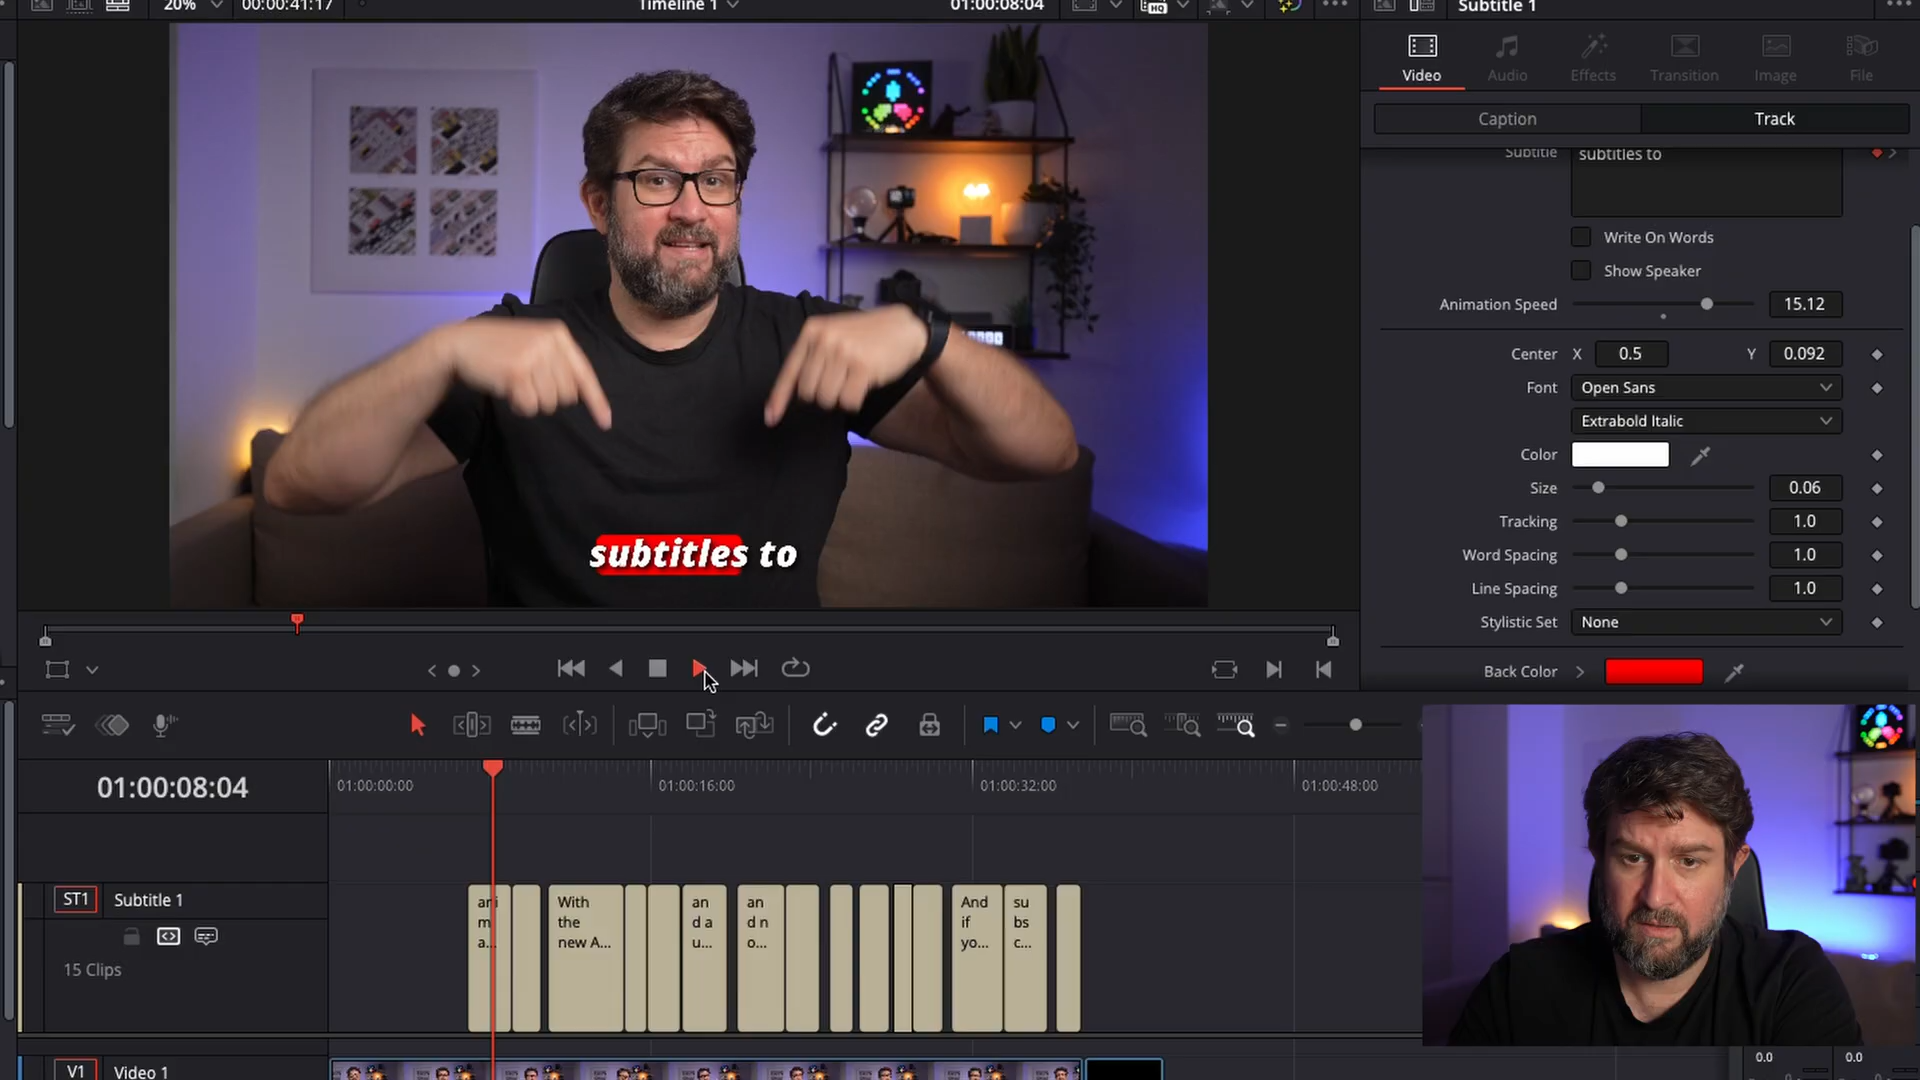 20%
00:00:41:17
Timeline 1
01:00:08:04
HQ
Subtitle 1
Video
Audio
Effects
Transition
Image
File
Caption
Track
Subtitle
subtitles to
Write On Words
Show Speaker
Animation Speed
15.12
Center
X
0.5
Y
0.092
Font
Open Sans
Extrabold Italic
Color
Size
0.06
Tracking
1.0
Word Spacing
1.0
Line Spacing
1.0
Stylistic Set
None
Back Color
subtitles to
01:00:08:04
01:00:00:00
01:00:16:00
01:00:32:00
01:00:48:00
ST1
Subtitle 1
15 Clips
ani
m
a...
With
the
new A...
an
d a
u...
an
d n
o...
And
if
yo...
su
bs
c...
V1
Video 1
0.0
0.0